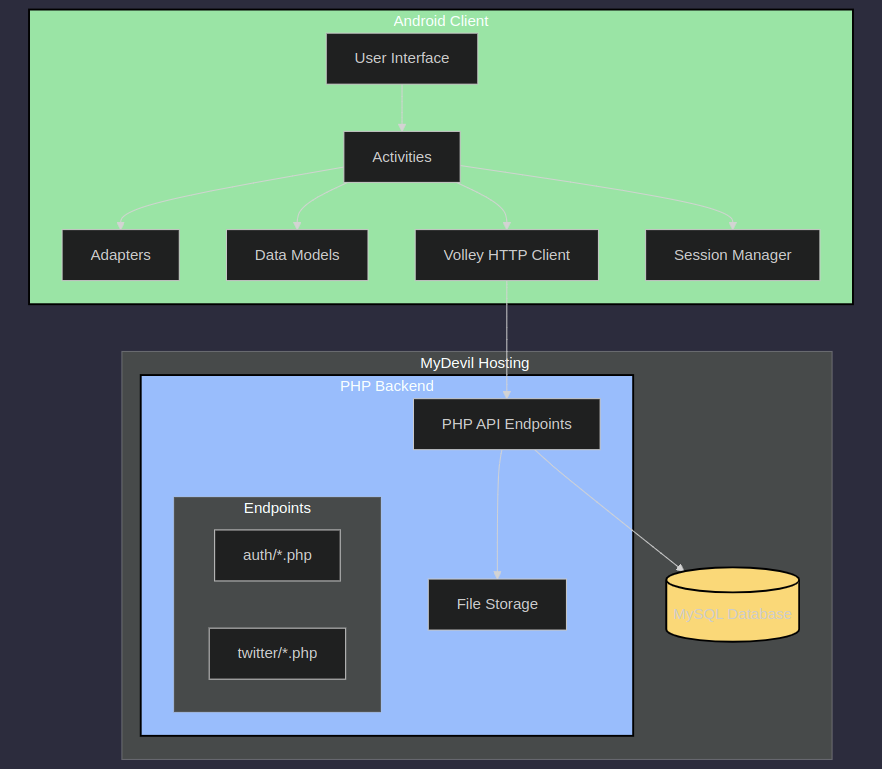 Android Client
User Interface
Activities
Adapters
Data Models
Volley HTTP Client
Session Manager
MyDevil Hosting
PHP Backend
PHP API Endpoints
Endpoints
auth/*.php
File Storage
MySQL Database
twitter/*.php